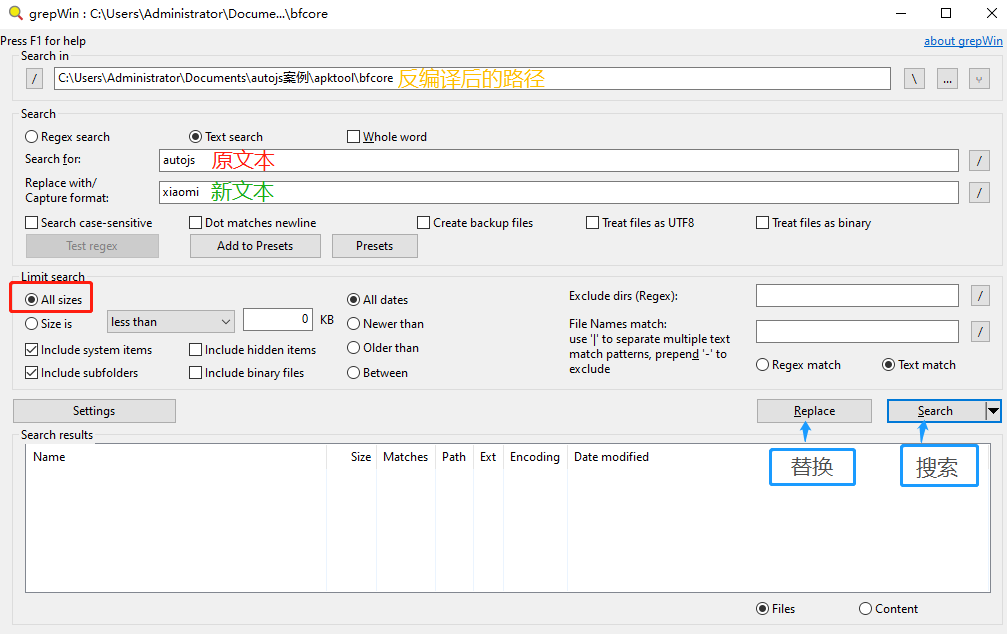 grepWin : C:\Users\Administrator\Docume...\bfcore
Press F1 for help
about grepWin
Search in
/
C:\Users\Administrator\Documents\autojs案例\apktool\bfcore 反编译后的路径
\
...
Search
Regex search
Text search
Whole word
Search for:
autojs 原文本
/
Replace with/
Capture format:
xiaomi 新文本
/
Search case-sensitive
Dot matches newline
Create backup files
Treat files as UTF8
Treat files as binary
Test regex
Add to Presets
Presets
Limit search
All sizes
Size is
less than
0
KB
Include system items
Include hidden items
Include subfolders
Include binary files
All dates
Newer than
Older than
Between
Exclude dirs (Regex):
/
File Names match:
use '|' to separate multiple text
match patterns, prepend '-' to
exclude
/
Regex match
Text match
Settings
Replace
Search
Search results
Name
Size
Matches
Path
Ext
Encoding
Date modified
替换
搜索
Files
Content